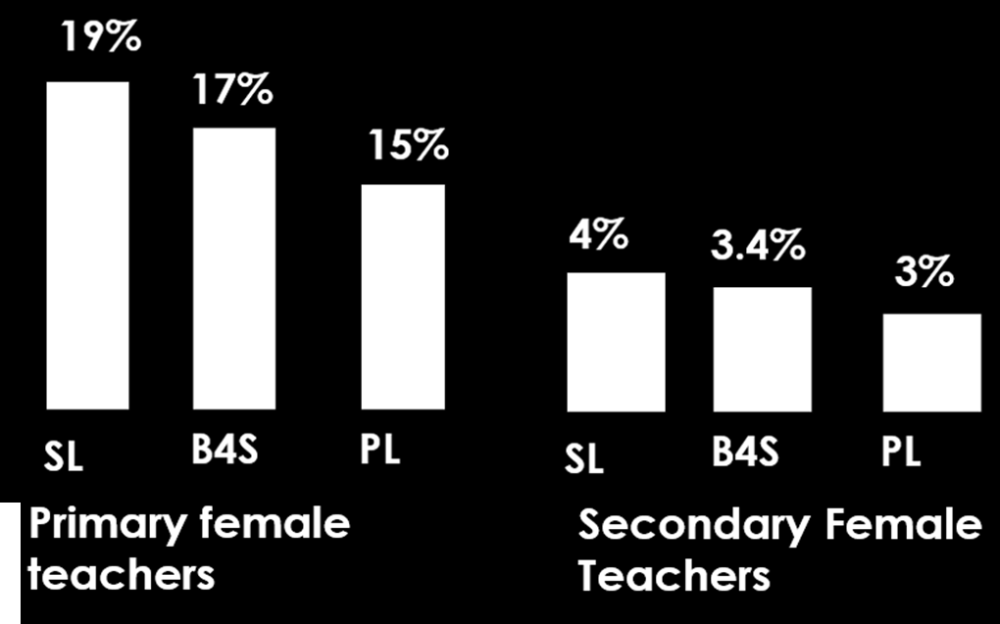 19%
17%
15%
SL
B4S
PL
Primary female
teachers
4%
3.4%
3%
SL
B4S
PL
Secondary Female
Teachers